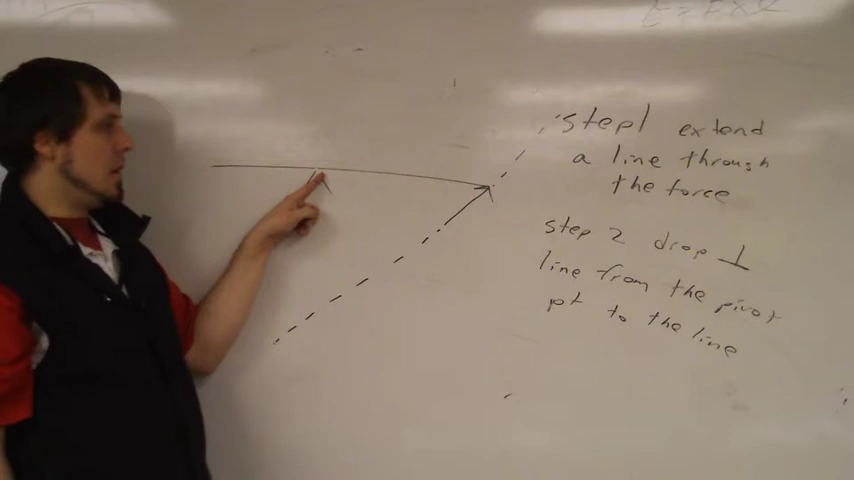 step1 extend
a line through
the force
step 2 drop ⊥
line from the pivot
pt to the line